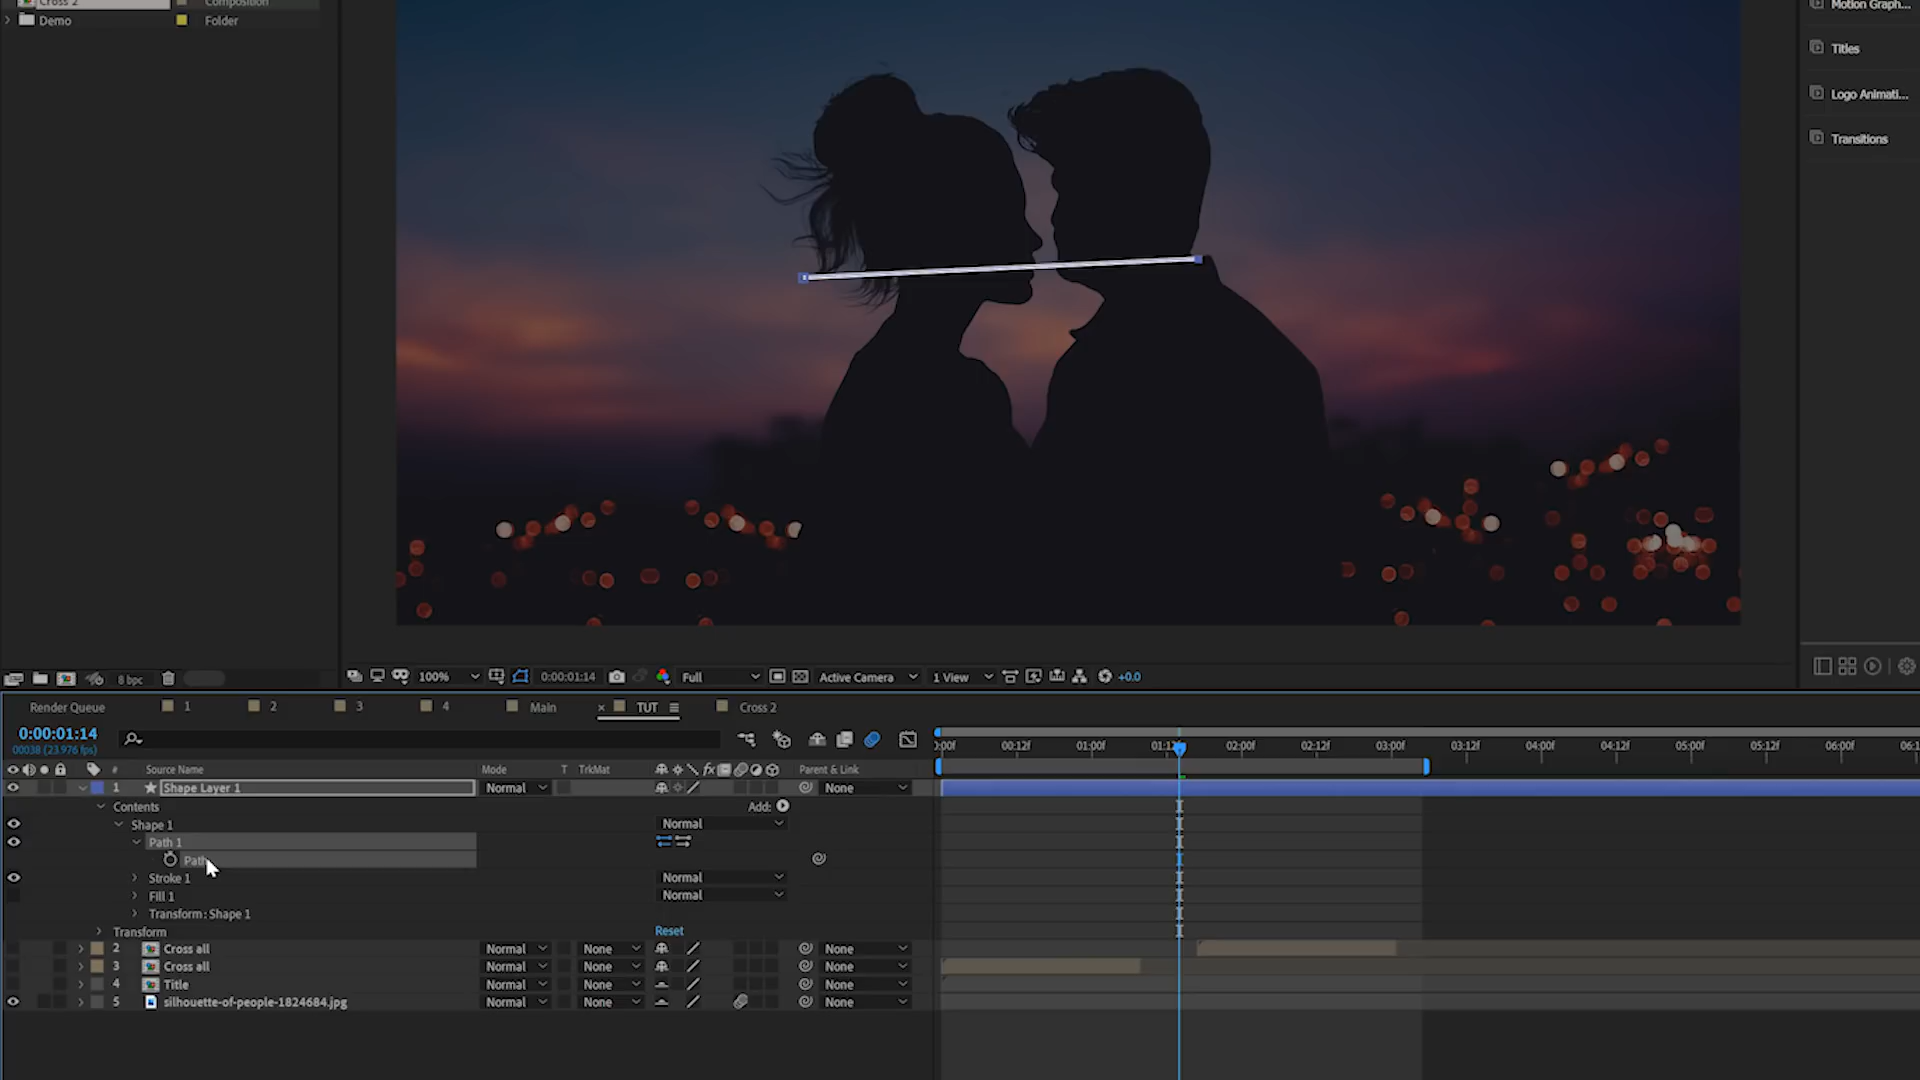 Cross 2 Composition
Demo Folder
Motion Graph...
Titles
Logo Animati...
Transitions
8 bpc
100% 0:00:01:14 Full Active Camera 1 View +0.0
Render Queue 1 2 3 4 Main × TUT Cross 2
0:00:01:14
00038 (23.976 fps)
:00f 00:12f 01:00f 01:12f 02:00f 02:12f 03:00f 03:12f 04:00f 04:12f 05:00f 05:12f 06:00f 06:1
# Source Name Mode T TrkMat fx Parent & Link
1 Shape Layer 1 Normal None
Contents Add:
Shape 1 Normal
Path 1
Path
Stroke 1 Normal
Fill 1 Normal
Transform: Shape 1
Transform Reset
2 Cross all Normal None None
3 Cross all Normal None None
4 Title Normal None None
5 silhouette-of-people-1824684.jpg Normal None None